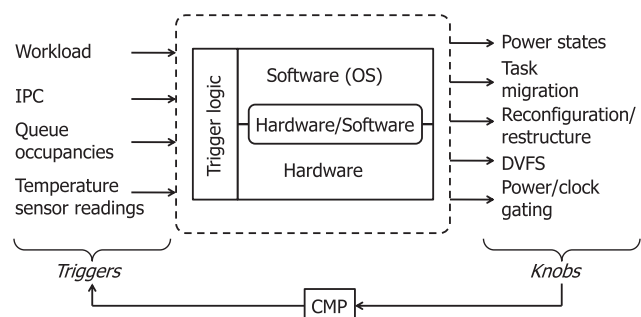 Workload
IPC
Queue
occupancies
Temperature
sensor readings
Triggers
Trigger logic
Software (OS)
Hardware/Software
Hardware
Power states
Task
migration
Reconfiguration/
restructure
DVFS
Power/clock
gating
Knobs
CMP